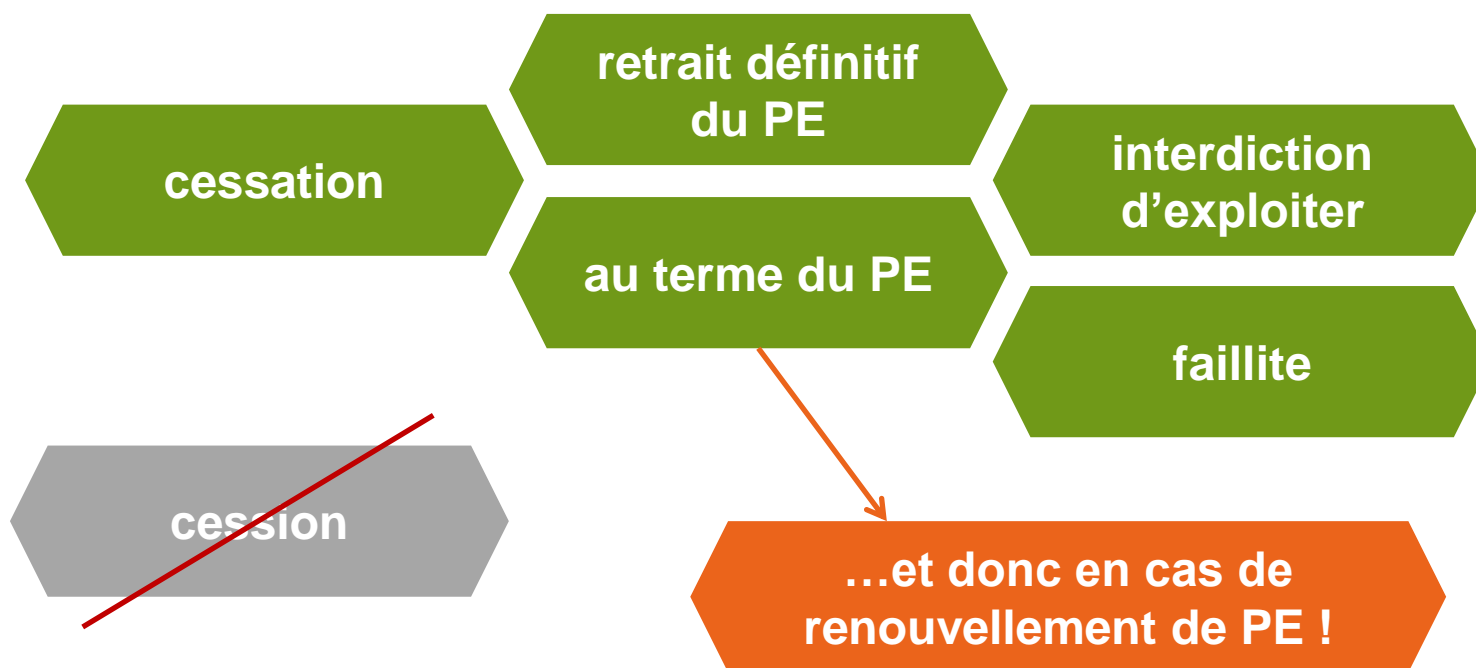 retrait définitif
du PE
cessation
interdiction
d’exploiter
au terme du PE
faillite
cession
…et donc en cas de
renouvellement de PE !